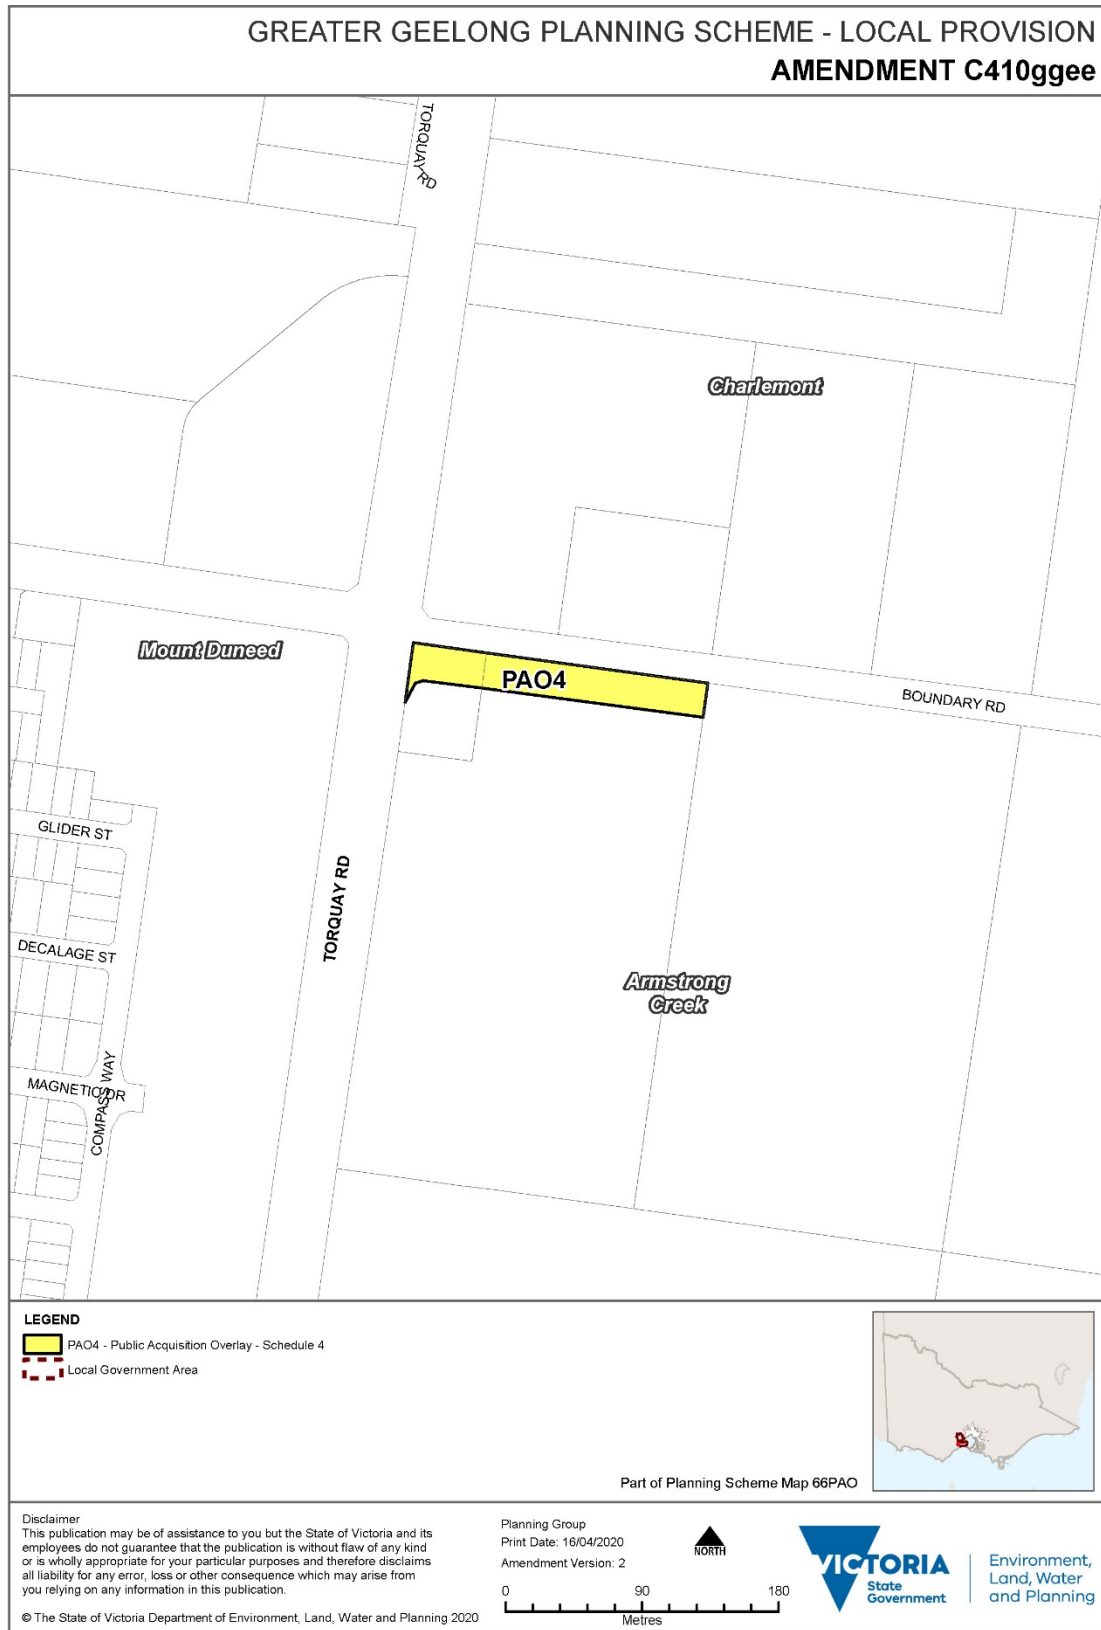 GREATER GEELONG PLANNING SCHEME - LOCAL PROVISION
AMENDMENT C410ggee
TORQUAY RD
Charlemont
Mount Duneed
PAO4
BOUNDARY RD
GLIDER ST
TORQUAY RD
DECALAGE ST
Armstrong
Creek
MAGNETIC DR
COMPASS WAY
LEGEND
PAO4 - Public Acquisition Overlay - Schedule 4
Local Government Area
Part of Planning Scheme Map 66PAO
Disclaimer
This publication may be of assistance to you but the State of Victoria and its
employees do not guarantee that the publication is without flaw of any kind
or is wholly appropriate for your particular purposes and therefore disclaims
all liability for any error, loss or other consequence which may arise from
you relying on any information in this publication.
© The State of Victoria Department of Environment, Land, Water and Planning 2020
Planning Group
Print Date: 16/04/2020
Amendment Version: 2
NORTH
0 90 180
Metres
VICTORIA
State
Government
Environment,
Land, Water
and Planning